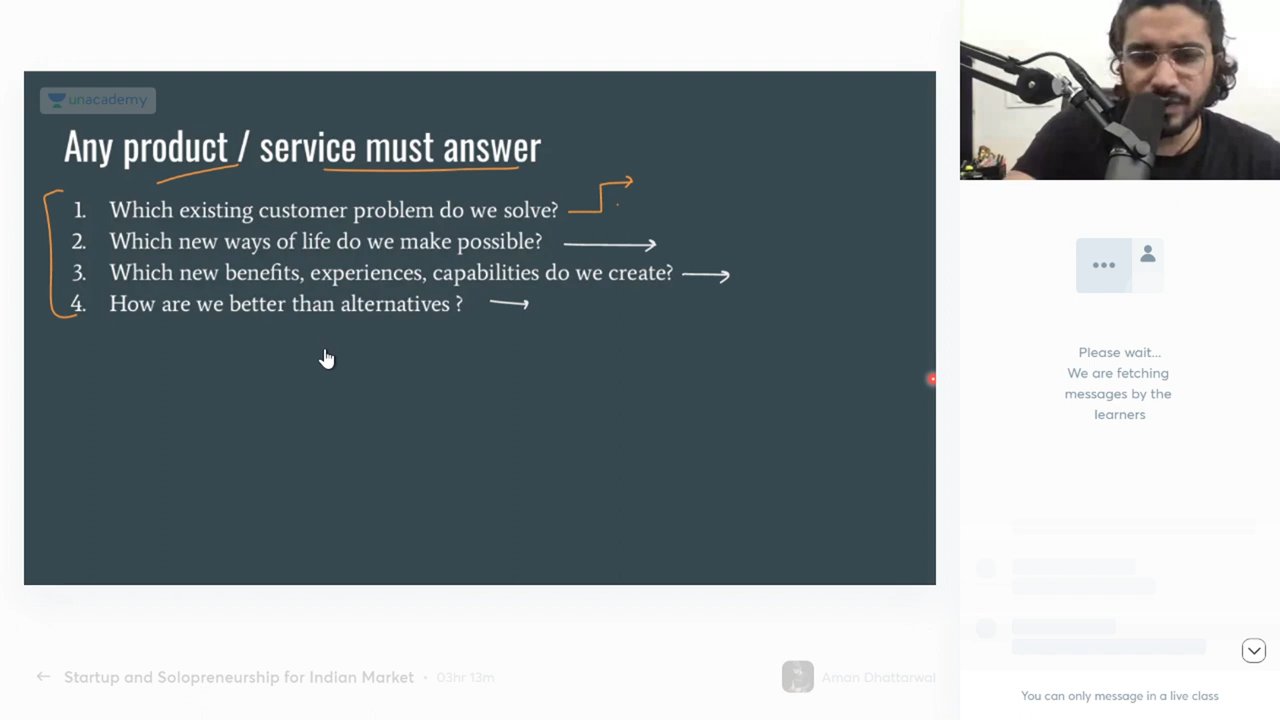 unacademy
Any product / service must answer
1. Which existing customer problem do we solve?
2. Which new ways of life do we make possible?
3. Which new benefits, experiences, capabilities do we create?
4. How are we better than alternatives ?
Please wait...
We are fetching
messages by the
learners
Startup and Solopreneurship for Indian Market • 03hr 13m
Aman Dhattarwal
You can only message in a live class